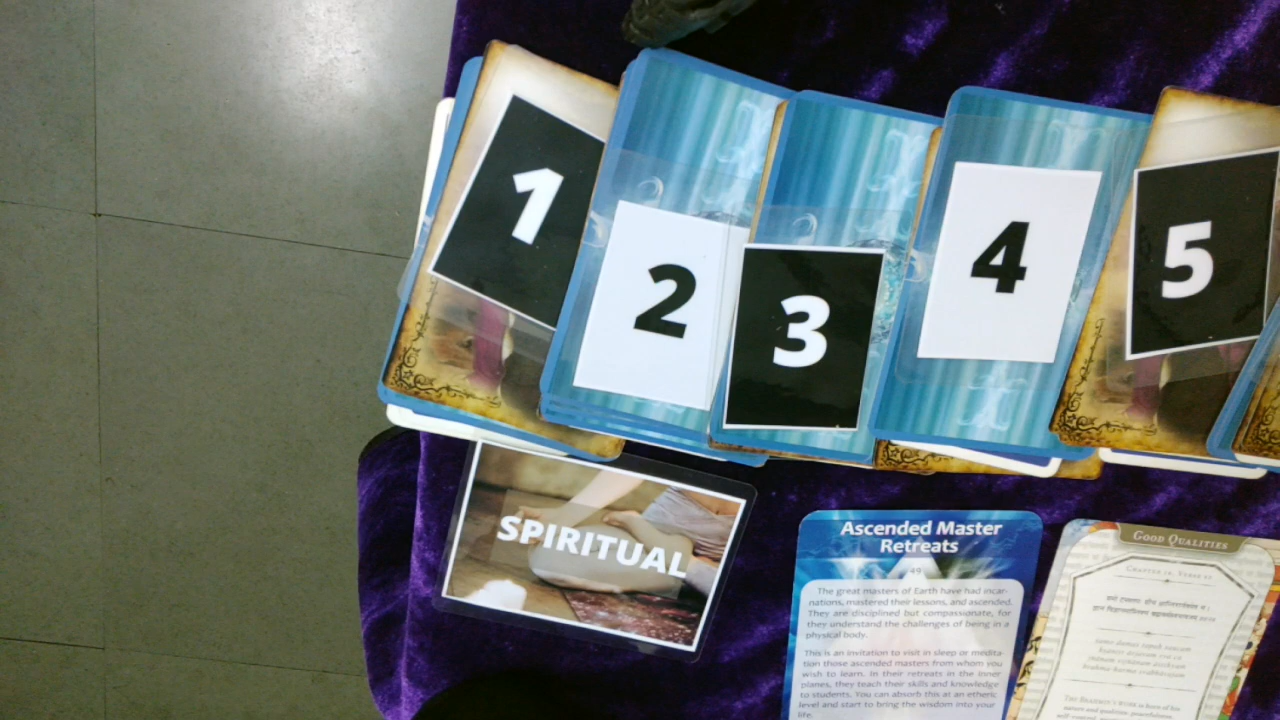 1
2
3
4
5
SPIRITUAL
Ascended Master
Retreats
49
The great masters of Earth have had incar-
nations, mastered their lessons, and ascended.
They are disciplined but compassionate, for
they understand the challenges of being in a
physical body.
This is an invitation to visit in sleep or medita
tion those ascended masters from whom you
wish to learn. In their retreats in the inner
planes, they teach their skills and knowledge
to students. You can absorb this at an etheric
level and start to bring the wisdom into your
life.
GOOD QUALITIES